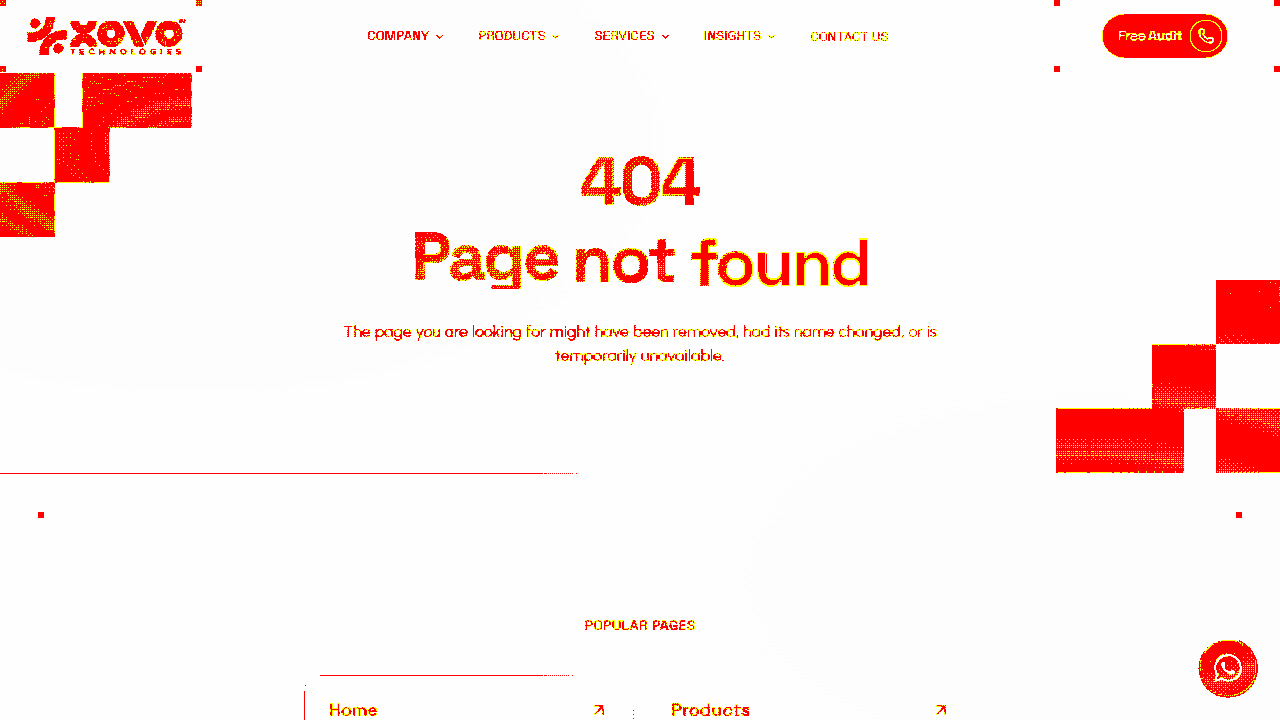 XOVO
TECHNOLOGIES
COMPANY
PRODUCTS
SERVICES
INSIGHTS
CONTACT US
Free Audit
404
Page not found
The page you are looking for might have been removed, had its name changed, or is
temporarily unavailable.
POPULAR PAGES
Home
Products